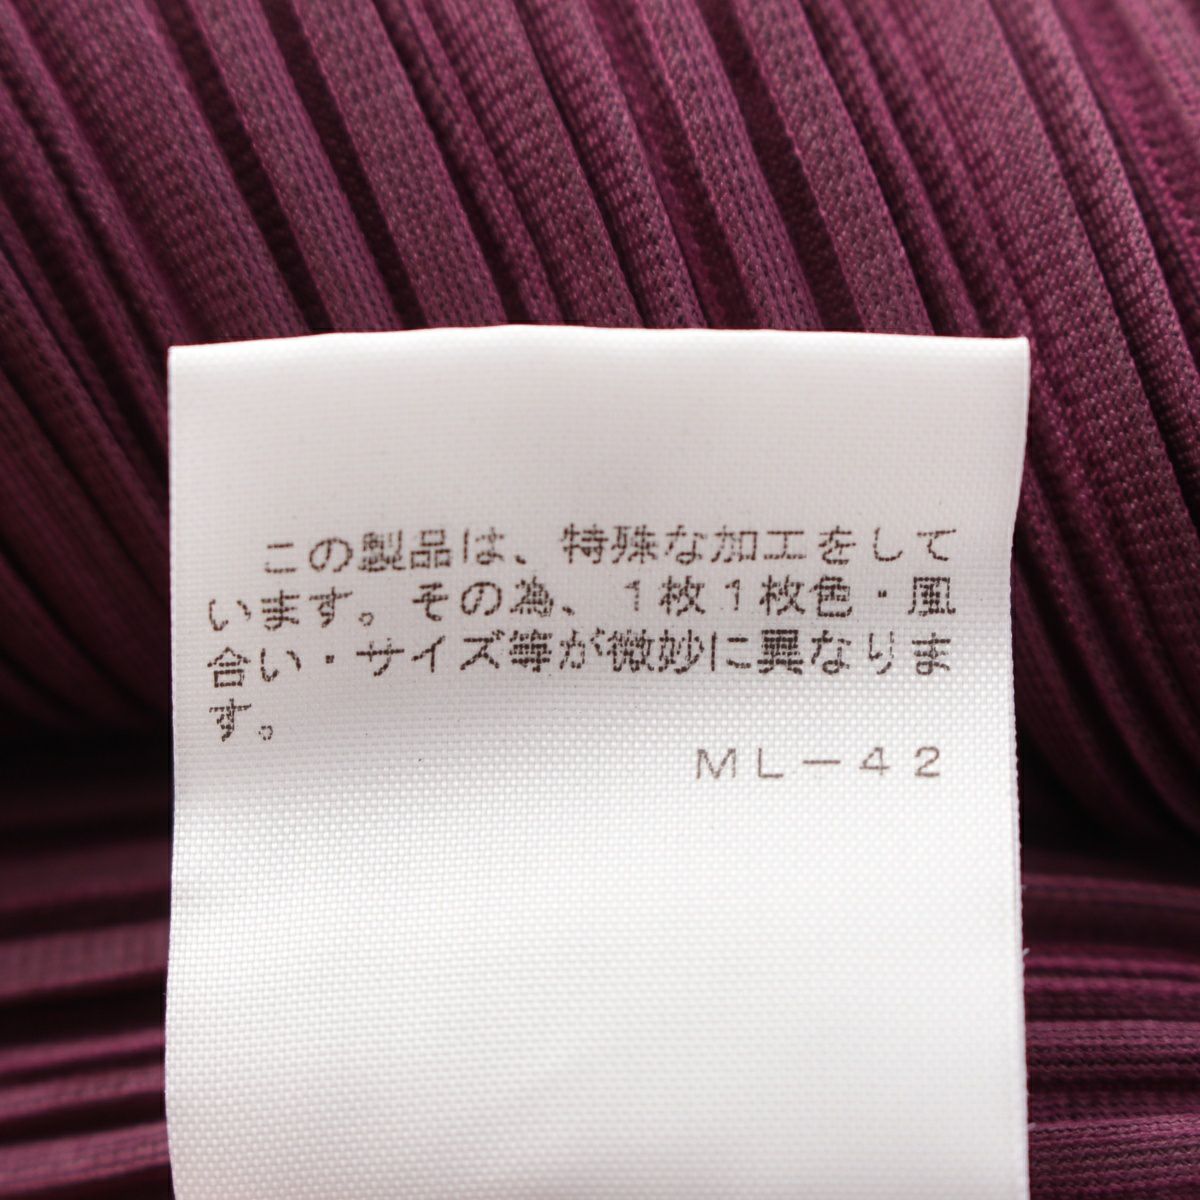 この製品は、特殊な加工をして
います。その為、１枚１枚色・風
合い・サイズ等が微妙に異なりま
す。
ＭＬ－４２